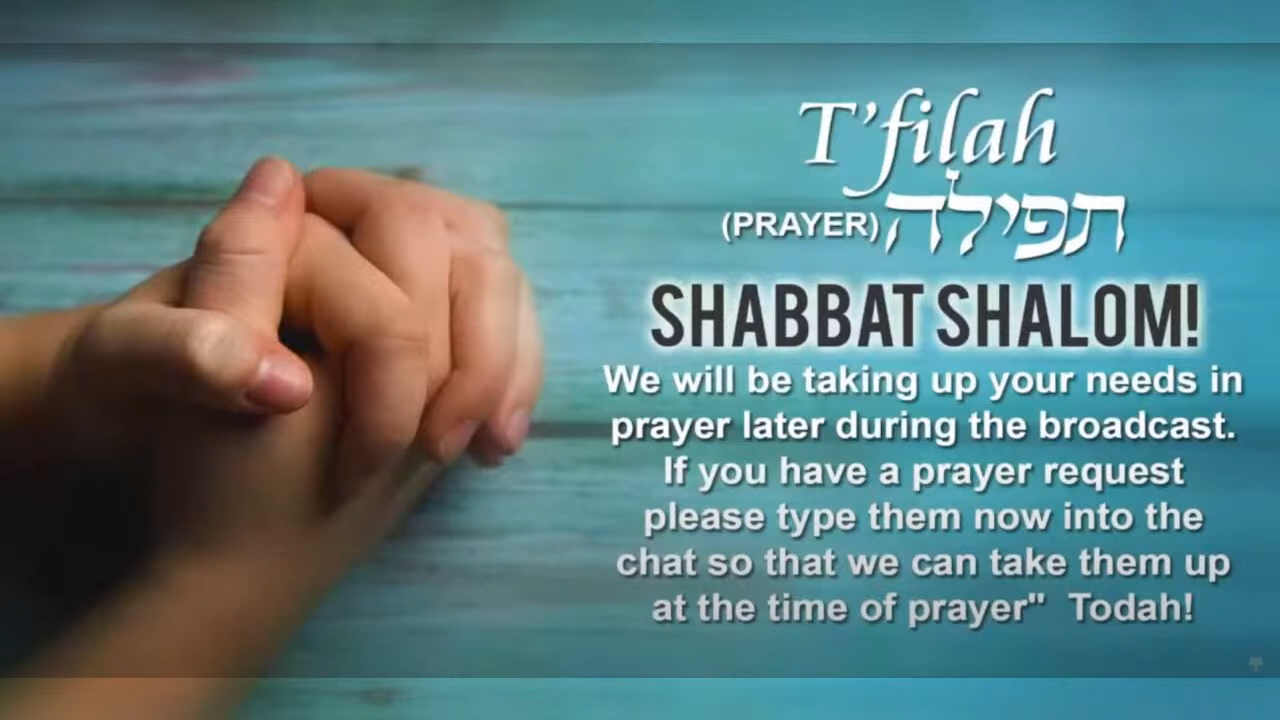 T'filah
(PRAYER) תפילה
SHABBAT SHALOM!
We will be taking up your needs in
prayer later during the broadcast.
If you have a prayer request
please type them now into the
chat so that we can take them up
at the time of prayer" Todah!